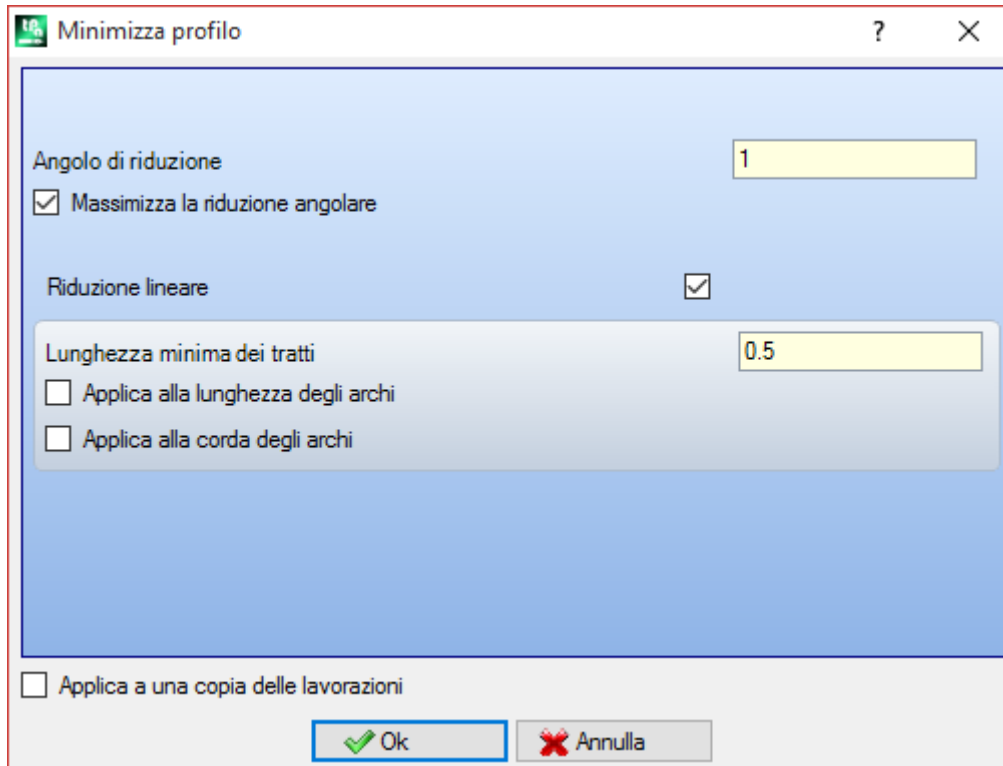 Minimizza profilo ?
Angolo di riduzione 1
Massimizza la riduzione angolare
Riduzione lineare
Lunghezza minima dei tratti 0.5
Applica alla lunghezza degli archi
Applica alla corda degli archi
Applica a una copia delle lavorazioni
Ok Annulla